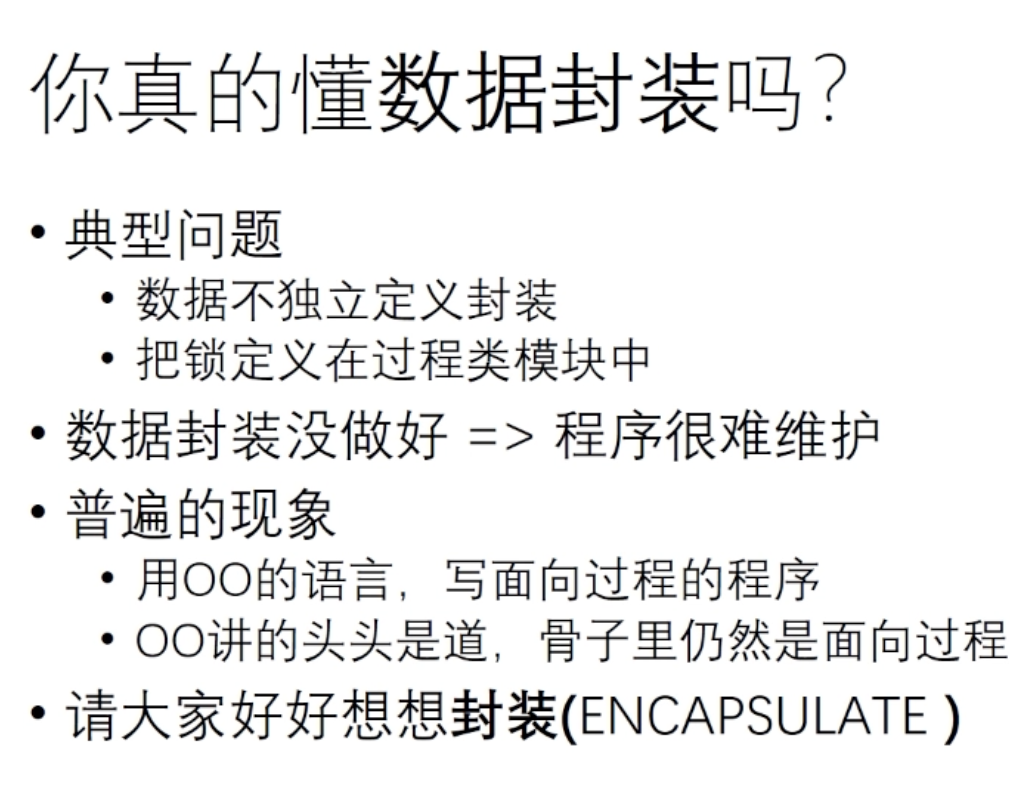 你真的懂数据封装吗?
• 典型问题
• 数据不独立定义封装
• 把锁定义在过程类模块中
• 数据封装没做好 => 程序很难维护
• 普遍的现象
• 用OO的语言，写面向过程的程序
• OO讲的头头是道，骨子里仍然是面向过程
• 请大家好好想想封装(ENCAPSULATE )